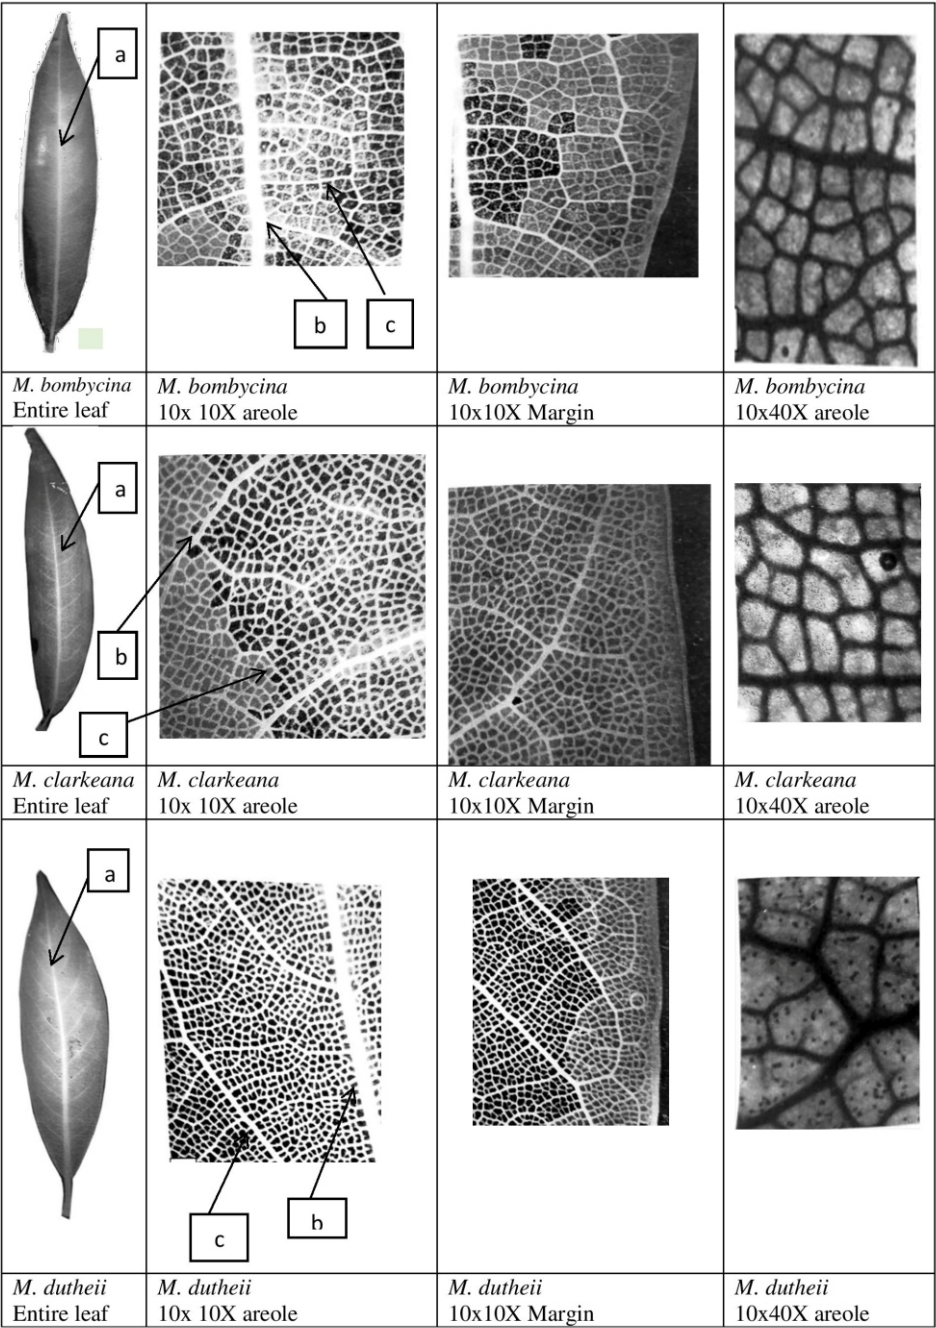 a
b
c
M. bombycina
Entire leaf
M. bombycina
10x 10X areole
M. bombycina
10x10X Margin
M. bombycina
10x40X areole
a
b
c
M. clarkeana
Entire leaf
M. clarkeana
10x 10X areole
M. clarkeana
10x10X Margin
M. clarkeana
10x40X areole
a
c
b
M. dutheii
Entire leaf
M. dutheii
10x 10X areole
M. dutheii
10x10X Margin
M. dutheii
10x40X areole